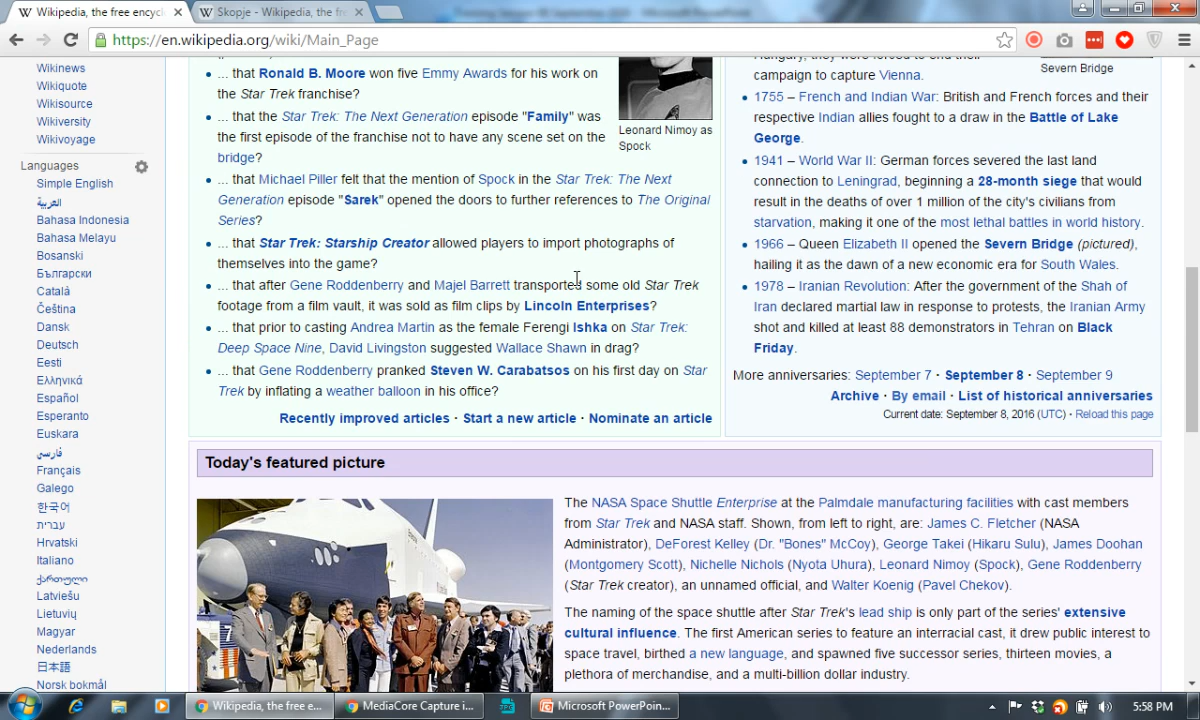 Wikipedia, the free encycl
Skopje - Wikipedia, the fre
https://en.wikipedia.org/wiki/Main_Page
Wikinews
Wikiquote
Wikisource
Wikiversity
Wikivoyage
Languages
Simple English
العربية
Bahasa Indonesia
Bahasa Melayu
Bosanski
Български
Català
Čeština
Dansk
Deutsch
Eesti
Ελληνικά
Español
Esperanto
Euskara
فارسی
Français
Galego
한국어
עברית
Hrvatski
Italiano
ქართული
Latviešu
Lietuvių
Magyar
Nederlands
日本語
Norsk bokmål
... that Ronald B. Moore won five Emmy Awards for his work on
the Star Trek franchise?
... that the Star Trek: The Next Generation episode "Family" was
the first episode of the franchise not to have any scene set on the
bridge?
Leonard Nimoy as
Spock
... that Michael Piller felt that the mention of Spock in the Star Trek: The Next
Generation episode "Sarek" opened the doors to further references to The Original
Series?
... that Star Trek: Starship Creator allowed players to import photographs of
themselves into the game?
... that after Gene Roddenberry and Majel Barrett transported some old Star Trek
footage from a film vault, it was sold as film clips by Lincoln Enterprises?
... that prior to casting Andrea Martin as the female Ferengi Ishka on Star Trek:
Deep Space Nine, David Livingston suggested Wallace Shawn in drag?
... that Gene Roddenberry pranked Steven W. Carabatsos on his first day on Star
Trek by inflating a weather balloon in his office?
Recently improved articles · Start a new article · Nominate an article
Hungary, they were forced to end their
campaign to capture Vienna.
Severn Bridge
1755 – French and Indian War: British and French forces and their
respective Indian allies fought to a draw in the Battle of Lake
George.
1941 – World War II: German forces severed the last land
connection to Leningrad, beginning a 28-month siege that would
result in the deaths of over 1 million of the city's civilians from
starvation, making it one of the most lethal battles in world history.
1966 – Queen Elizabeth II opened the Severn Bridge (pictured),
hailing it as the dawn of a new economic era for South Wales.
1978 – Iranian Revolution: After the government of the Shah of
Iran declared martial law in response to protests, the Iranian Army
shot and killed at least 88 demonstrators in Tehran on Black
Friday.
More anniversaries: September 7 · September 8 · September 9
Archive · By email · List of historical anniversaries
Current date: September 8, 2016 (UTC) · Reload this page
Today's featured picture
The NASA Space Shuttle Enterprise at the Palmdale manufacturing facilities with cast members
from Star Trek and NASA staff. Shown, from left to right, are: James C. Fletcher (NASA
Administrator), DeForest Kelley (Dr. "Bones" McCoy), George Takei (Hikaru Sulu), James Doohan
(Montgomery Scott), Nichelle Nichols (Nyota Uhura), Leonard Nimoy (Spock), Gene Roddenberry
(Star Trek creator), an unnamed official, and Walter Koenig (Pavel Chekov).
The naming of the space shuttle after Star Trek's lead ship is only part of the series' extensive
cultural influence. The first American series to feature an interracial cast, it drew public interest to
space travel, birthed a new language, and spawned five successor series, thirteen movies, a
plethora of merchandise, and a multi-billion dollar industry.
Wikipedia, the free e...
MediaCore Capture i...
Microsoft PowerPoin...
5:58 PM